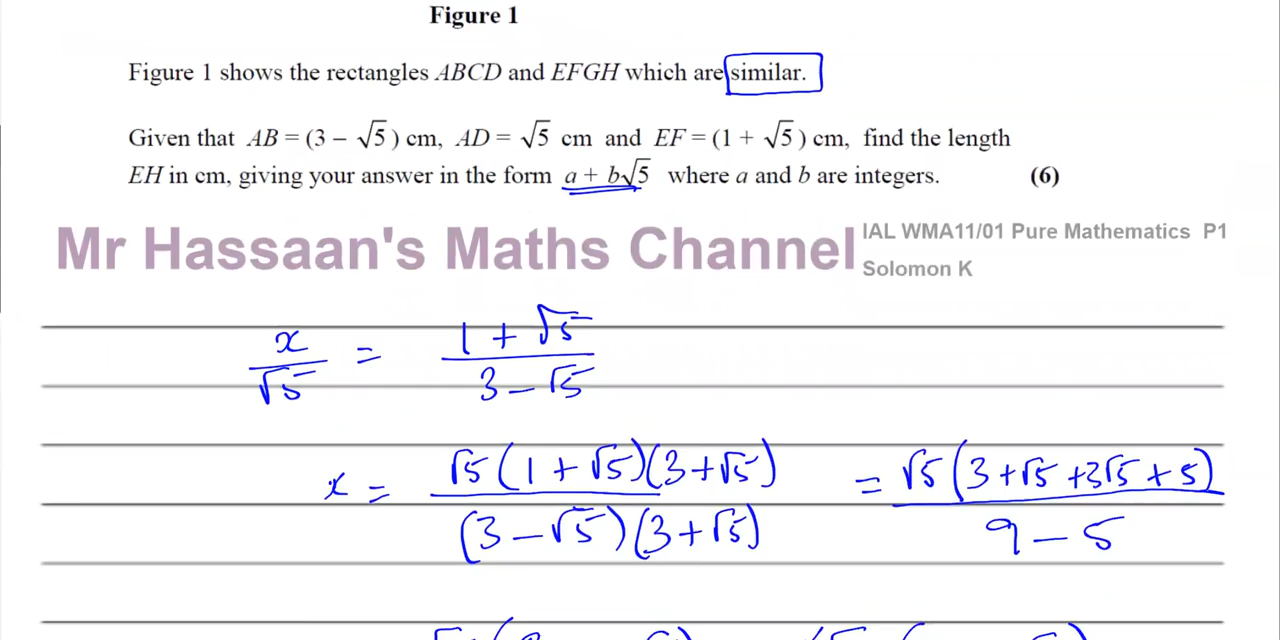 Figure 1
Figure 1 shows the rectangles ABCD and EFGH which are similar.
Given that AB = (3 − √5) cm, AD = √5 cm and EF = (1 + √5) cm, find the length
EH in cm, giving your answer in the form a + b√5 where a and b are integers. (6)
Mr Hassaan's Maths Channel
IAL WMA11/01 Pure Mathematics P1
Solomon K
x/√5 = (1 + √5)/(3 − √5)
x = √5(1 + √5)(3 + √5)/((3 − √5)(3 + √5)) = √5(3 + √5 + 3√5 + 5)/(9 − 5)